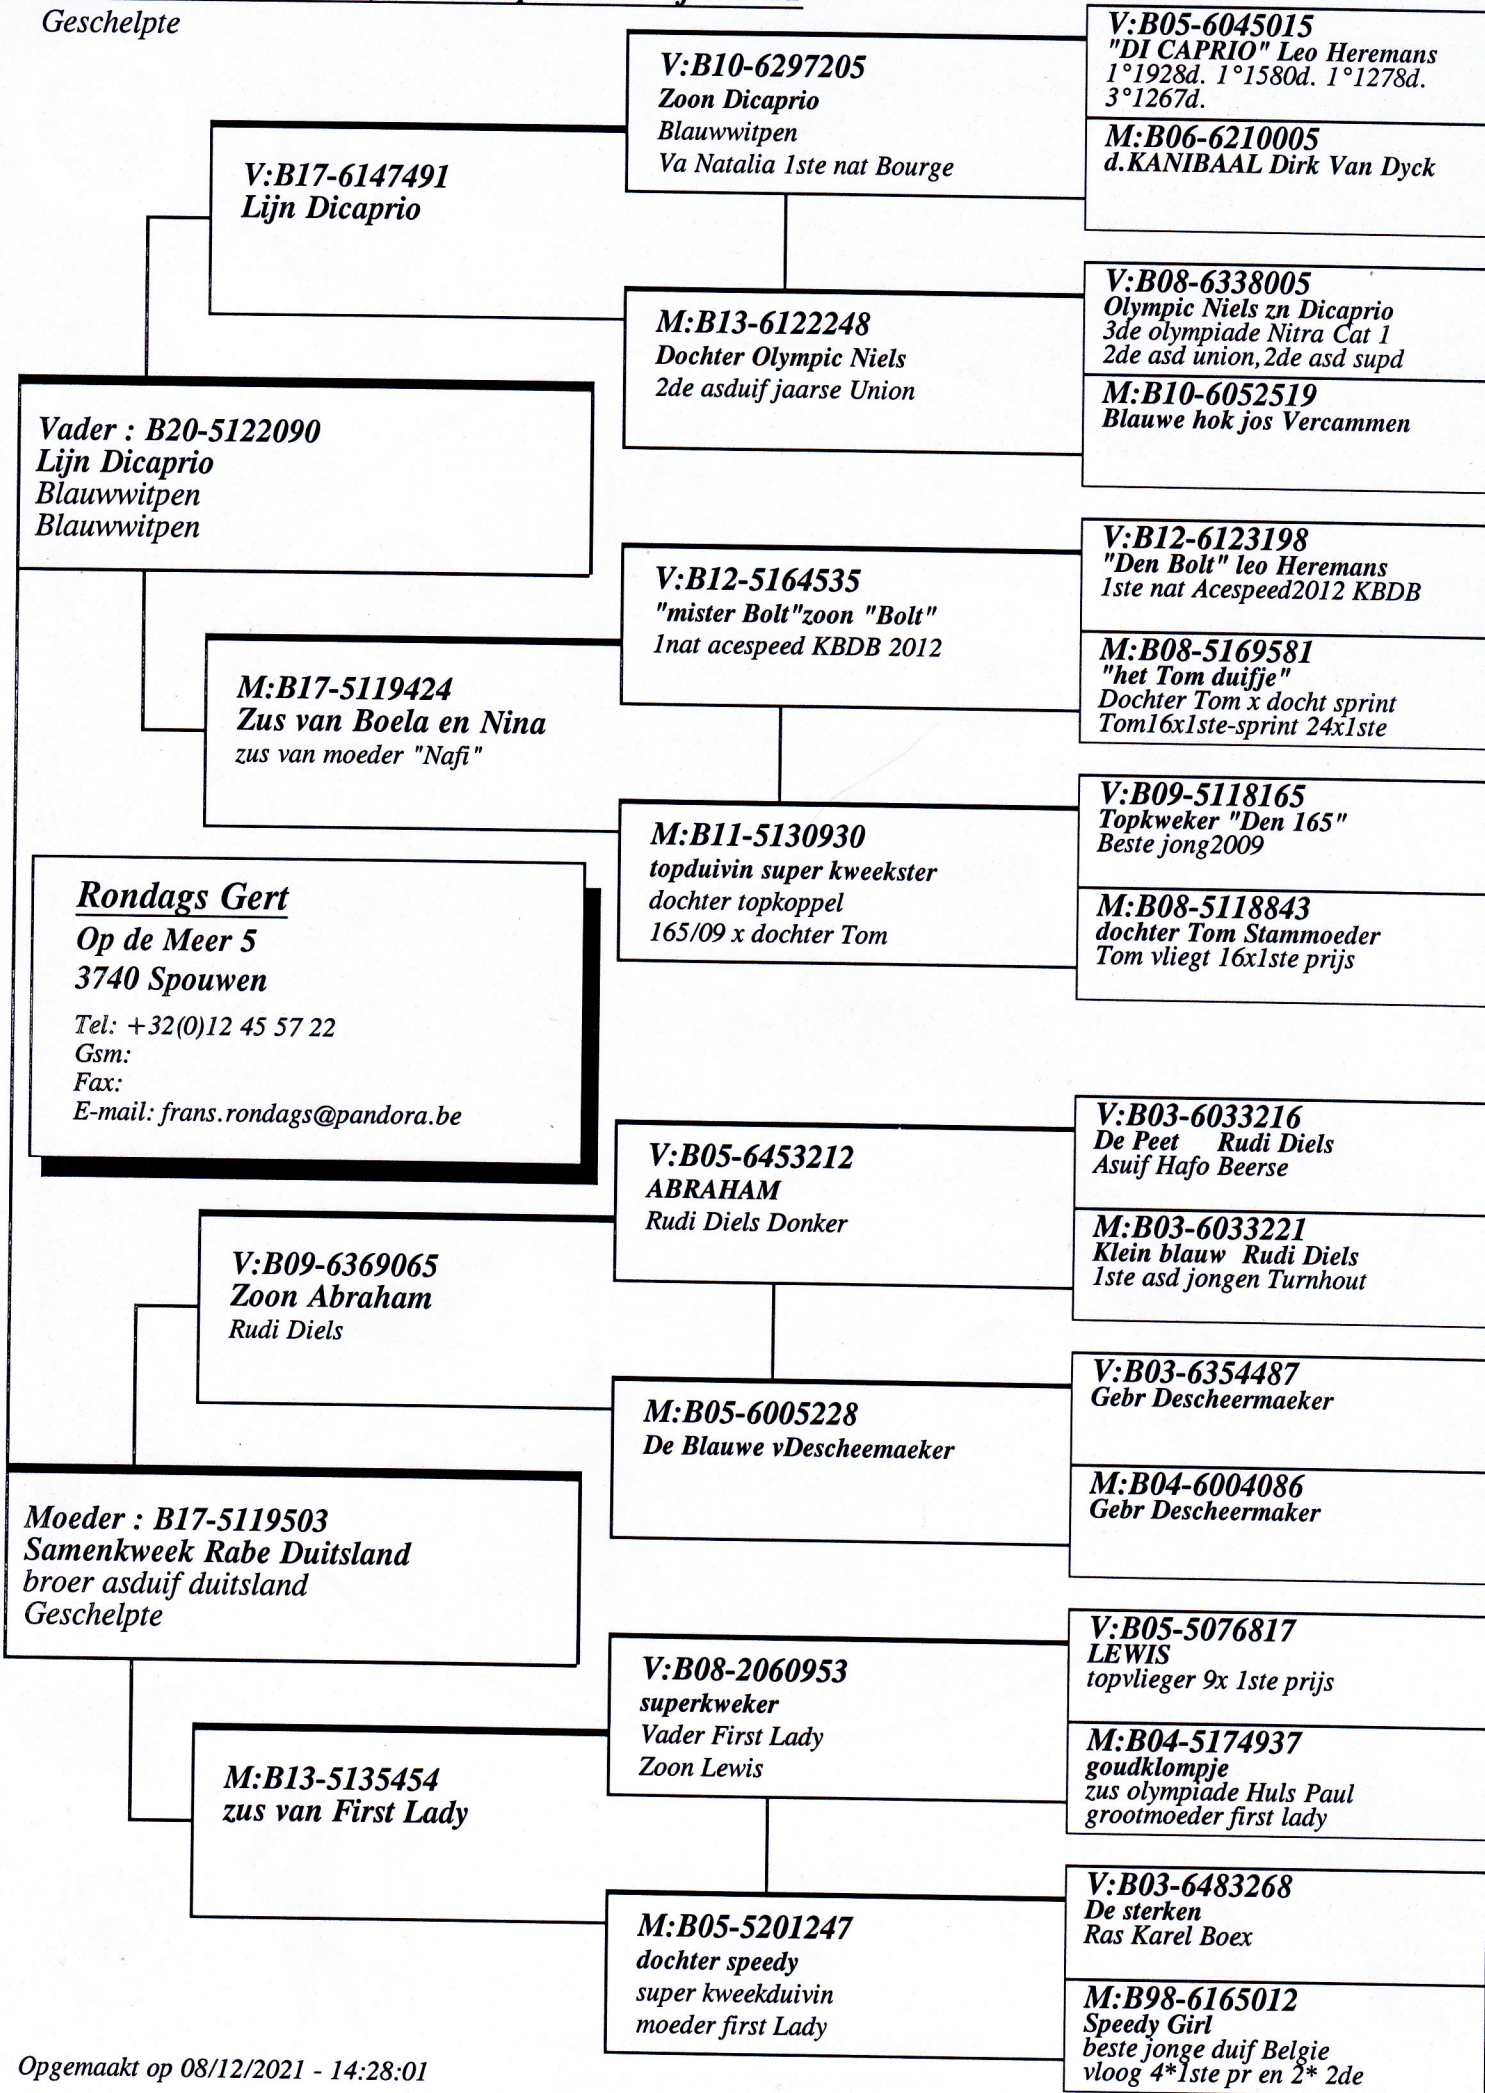 Geschelpte
V:B05-6045015
"DI CAPRIO" Leo Heremans
1°1928d. 1°1580d. 1°1278d.
3°1267d.
V:B10-6297205
Zoon Dicaprio
Blauwwitpen
Va Natalia 1ste nat Bourge
M:B06-6210005
d.KANIBAAL Dirk Van Dyck
V:B17-6147491
Lijn Dicaprio
V:B08-6338005
Olympic Niels zn Dicaprio
3de olympiade Nitra Cat 1
2de asd union,2de asd supd
M:B13-6122248
Dochter Olympic Niels
2de asduif jaarse Union
M:B10-6052519
Blauwe hok jos Vercammen
Vader : B20-5122090
Lijn Dicaprio
Blauwwitpen
Blauwwitpen
V:B12-6123198
"Den Bolt" leo Heremans
1ste nat Acespeed2012 KBDB
V:B12-5164535
"mister Bolt"zoon "Bolt"
1nat acespeed KBDB 2012
M:B08-5169581
"het Tom duifje"
Dochter Tom x docht sprint
Tom16x1ste-sprint 24x1ste
M:B17-5119424
Zus van Boela en Nina
zus van moeder "Nafi"
V:B09-5118165
Topkweker "Den 165"
Beste jong2009
M:B11-5130930
topduivin super kweekster
dochter topkoppel
165/09 x dochter Tom
M:B08-5118843
dochter Tom Stammoeder
Tom vliegt 16x1ste prijs
Rondags Gert
Op de Meer 5
3740 Spouwen
Tel: +32(0)12 45 57 22
Gsm:
Fax:
E-mail: frans.rondags@pandora.be
V:B03-6033216
De Peet Rudi Diels
Asuif Hafo Beerse
V:B05-6453212
ABRAHAM
Rudi Diels Donker
M:B03-6033221
Klein blauw Rudi Diels
1ste asd jongen Turnhout
V:B09-6369065
Zoon Abraham
Rudi Diels
V:B03-6354487
Gebr Descheermaeker
M:B05-6005228
De Blauwe vDescheemaeker
M:B04-6004086
Gebr Descheermaker
Moeder : B17-5119503
Samenkweek Rabe Duitsland
broer asduif duitsland
Geschelpte
V:B05-5076817
LEWIS
topvlieger 9x 1ste prijs
V:B08-2060953
superkweker
Vader First Lady
Zoon Lewis
M:B04-5174937
goudklompje
zus olympiade Huls Paul
grootmoeder first lady
M:B13-5135454
zus van First Lady
V:B03-6483268
De sterken
Ras Karel Boex
M:B05-5201247
dochter speedy
super kweekduivin
moeder first Lady
M:B98-6165012
Speedy Girl
beste jonge duif Belgie
vloog 4*1ste pr en 2* 2de
Opgemaakt op 08/12/2021 - 14:28:01